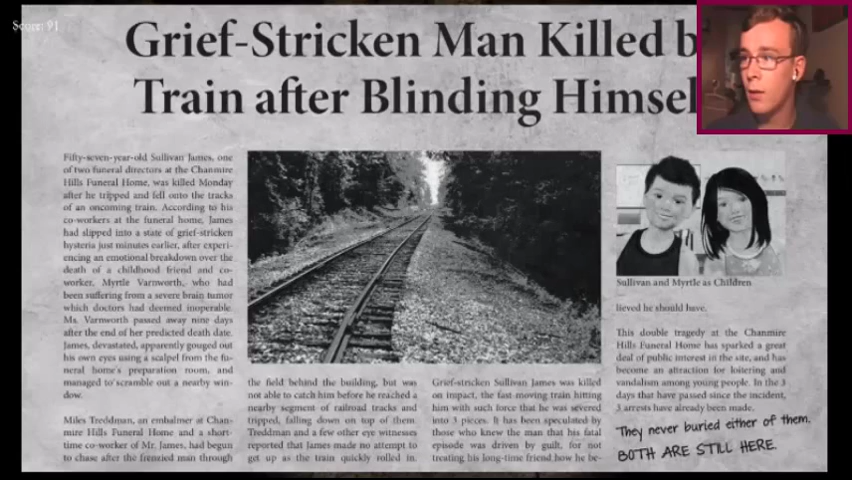 Score: 91
Grief-Stricken Man Killed b
Train after Blinding Himsel
Fifty-seven-year-old Sullivan James, one
of two funeral directors at the Chanmire
Hills Funeral Home, was killed Monday
after he tripped and fell onto the tracks
of an oncoming train. According to his
co-workers at the funeral home, James
had slipped into a state of grief-stricken
hysteria just minutes earlier, after experi-
encing an emotional breakdown over the
death of a childhood friend and co-
worker, Myrtle Varnworth, who had
been suffering from a severe brain tumor
which doctors had deemed inoperable.
Ms. Varnworth passed away nine days
after the end of her predicted death date.
James, devastated, apparently gouged out
his own eyes using a scalpel from the fu-
neral home's preparation room, and
managed to scramble out a nearby win-
dow.
Miles Treddman, an embalmer at Chan-
mire Hills Funeral Home and a short-
time co-worker of Mr. James, had begun
to chase after the frenzied man through
the field behind the building, but was
not able to catch him before he reached a
nearby segment of railroad tracks and
tripped, falling down on top of them.
Treddman and a few other eye witnesses
reported that James made no attempt to
get up as the train quickly rolled in.
Grief-stricken Sullivan James was killed
on impact, the fast-moving train hitting
him with such force that he was severed
into 3 pieces. It has been speculated by
those who knew the man that his fatal
episode was driven by guilt, for not
treating his long-time friend how he be-
Sullivan and Myrtle as Children
lieved he should have.
This double tragedy at the Chanmire
Hills Funeral Home has sparked a great
deal of public interest in the site, and has
become an attraction for loitering and
vandalism among young people. In the 3
days that have passed since the incident,
3 arrests have already been made.
They never buried either of them.
BOTH ARE STILL HERE.